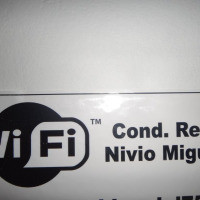 WiFi™
Cond. Re
Nivio Migu